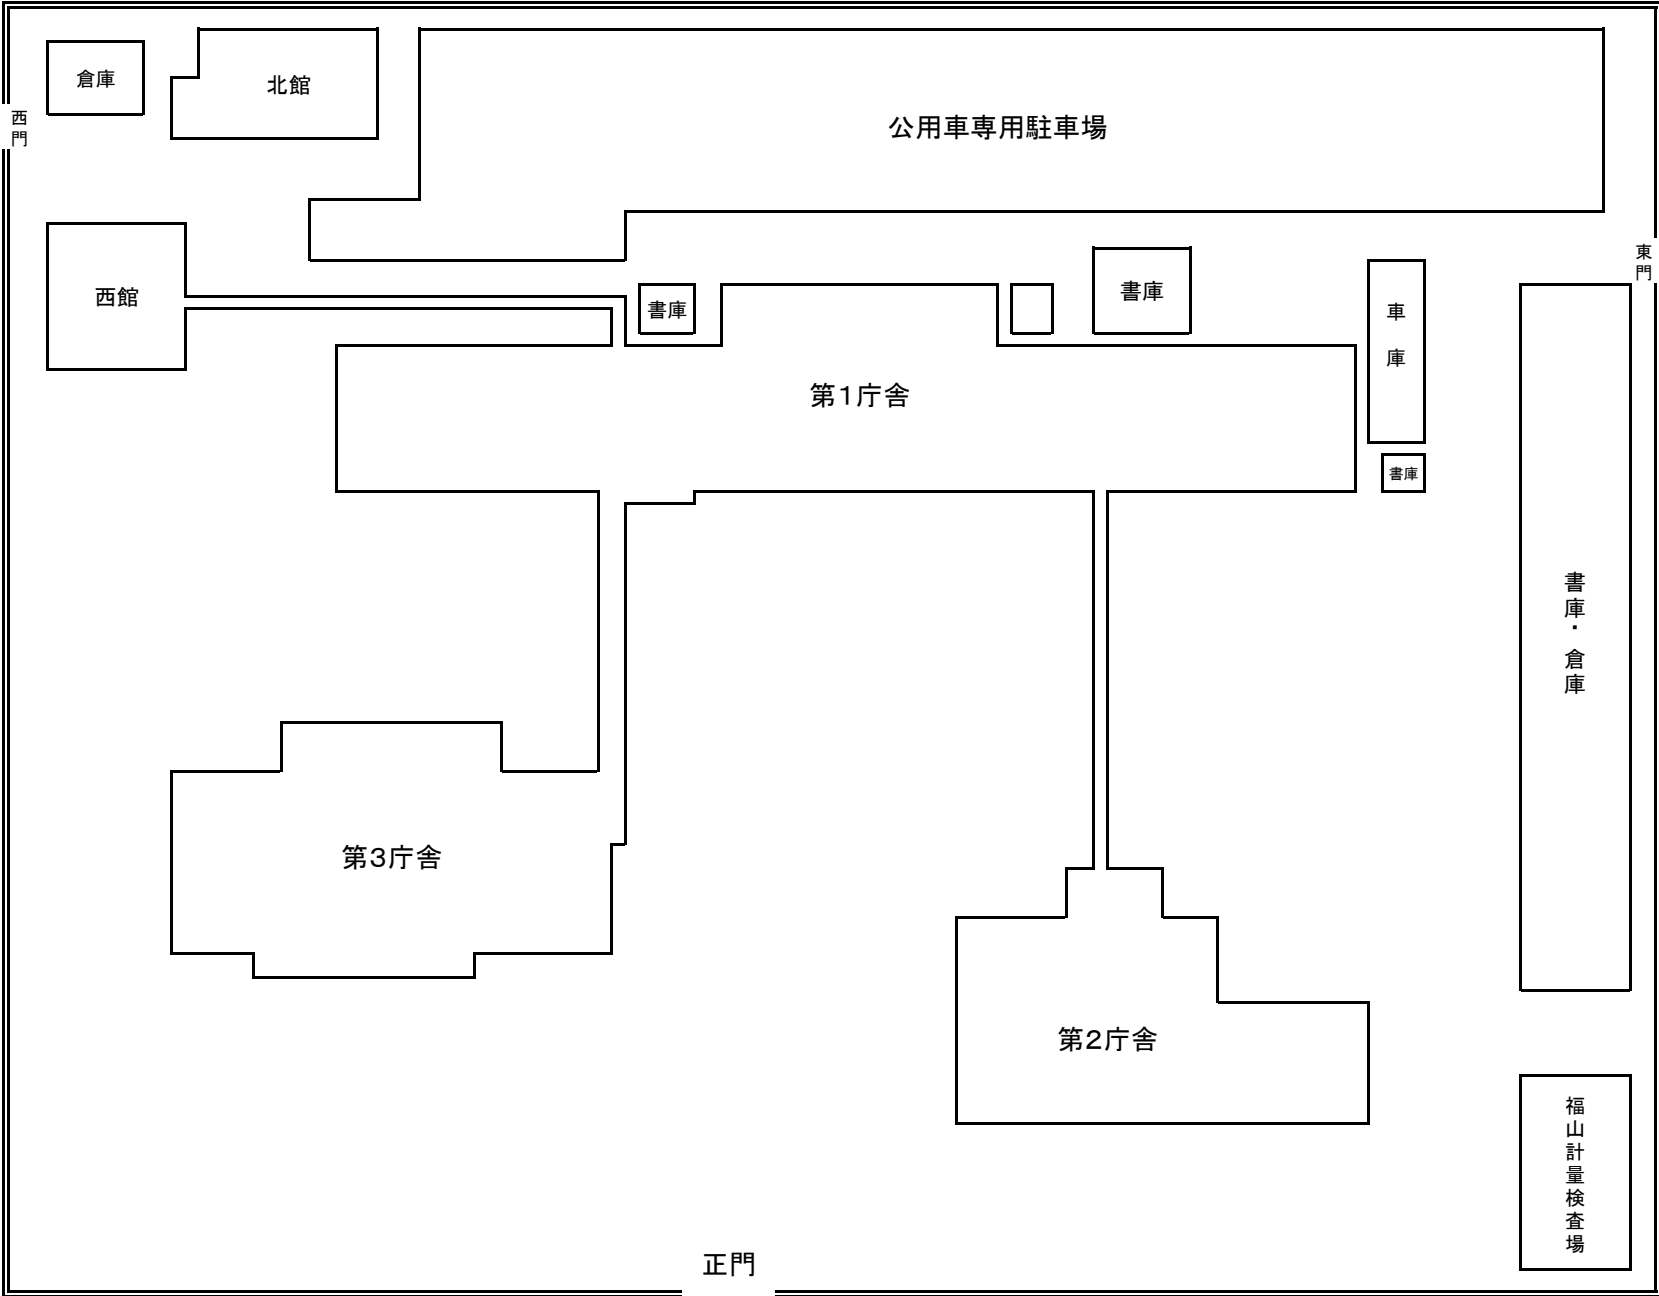 倉庫
北館
公用車専用駐車場
西門
東門
西館
書庫
書庫
車庫
第1庁舎
書庫
書庫・倉庫
第3庁舎
第2庁舎
福山計量検査場
正門